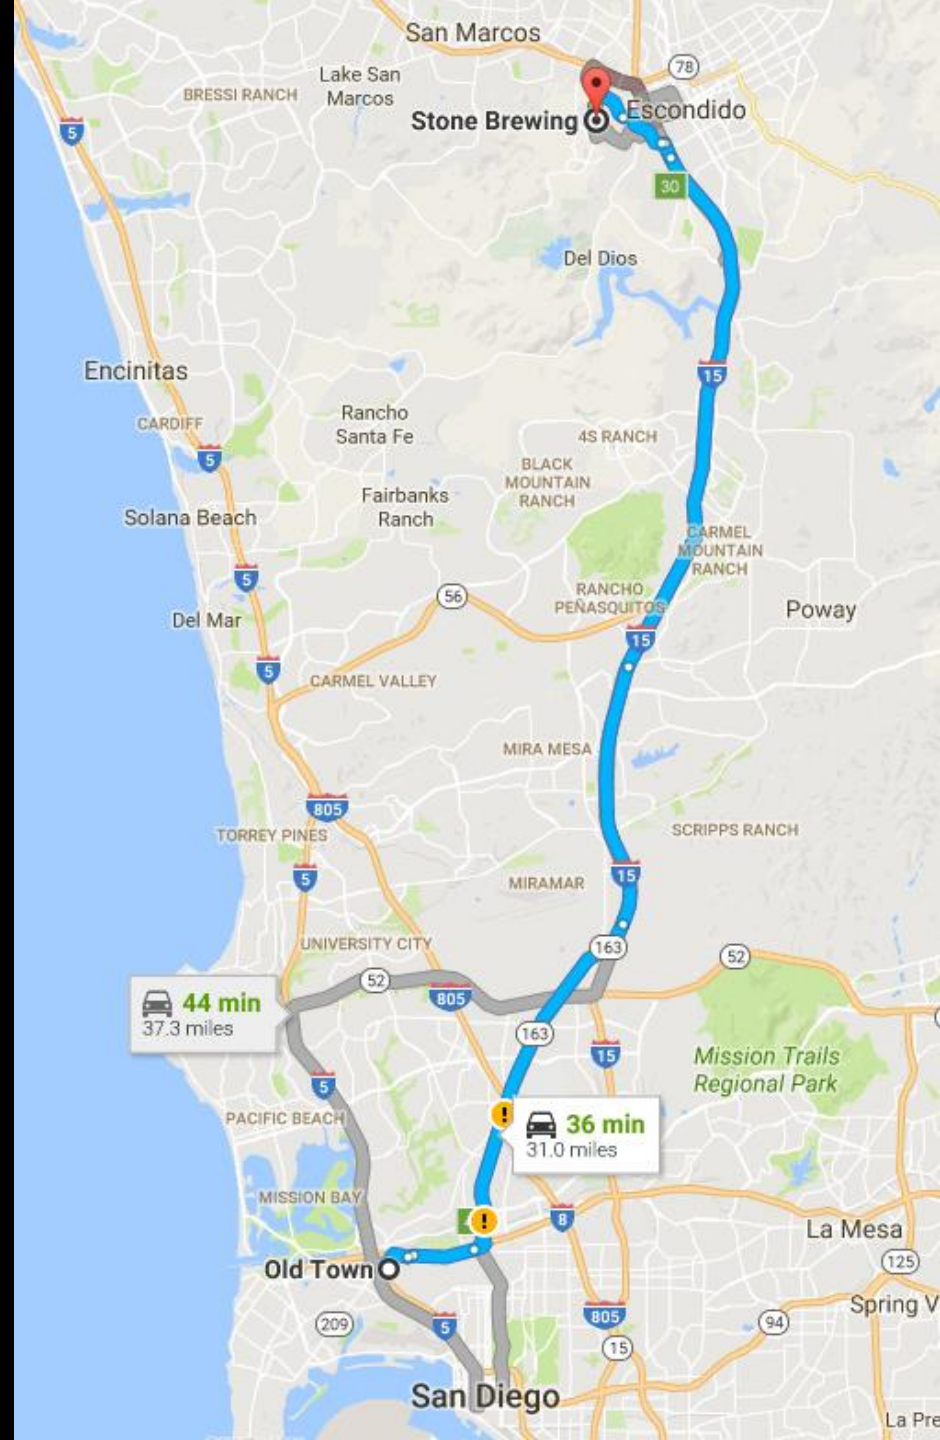 San Marcos
78
Lake San
Marcos
BRESSI RANCH
Escondido
Stone Brewing
5
30
Del Dios
15
Encinitas
Rancho
Santa Fe
CARDIFF
4S RANCH
5
BLACK
MOUNTAIN
RANCH
Fairbanks
Ranch
Solana Beach
CARMEL
MOUNTAIN
RANCH
5
56
RANCHO
PEÑASQUITOS
Poway
Del Mar
15
5
CARMEL VALLEY
MIRA MESA
805
TORREY PINES
SCRIPPS RANCH
5
15
MIRAMAR
UNIVERSITY CITY
163
52
52
805
44 min
37.3 miles
163
15
Mission Trails
Regional Park
5
PACIFIC BEACH
!
36 min
31.0 miles
MISSION BAY
!
8
La Mesa
Old Town
125
Spring V
209
5
805
94
15
San Diego
La Pre